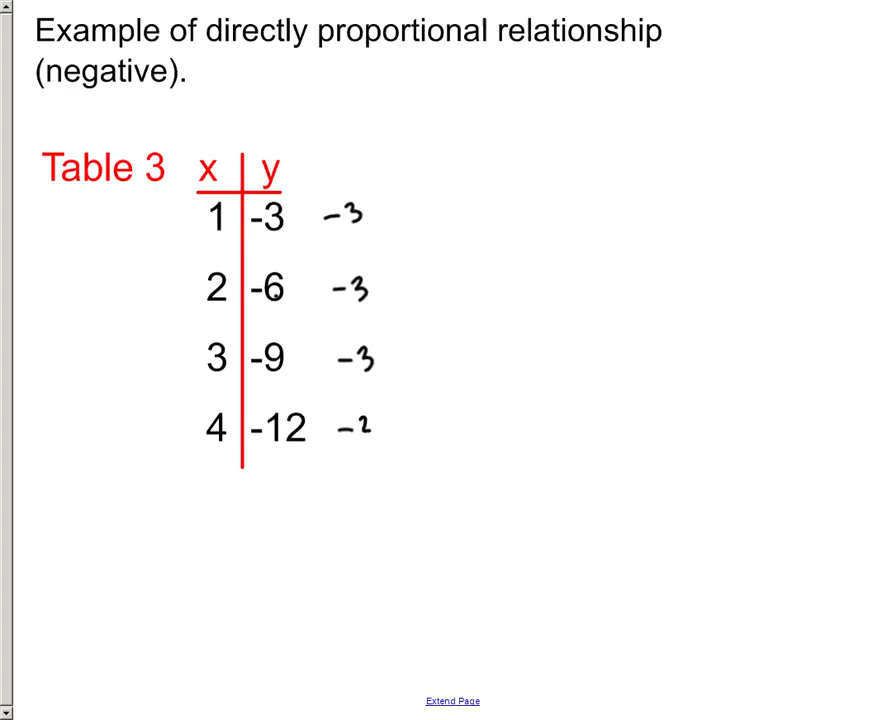 Example of directly proportional relationship
(negative).
Table 3 x y
1 -3 -3
2 -6 -3
3 -9 -3
4 -12 -2
Extend Page